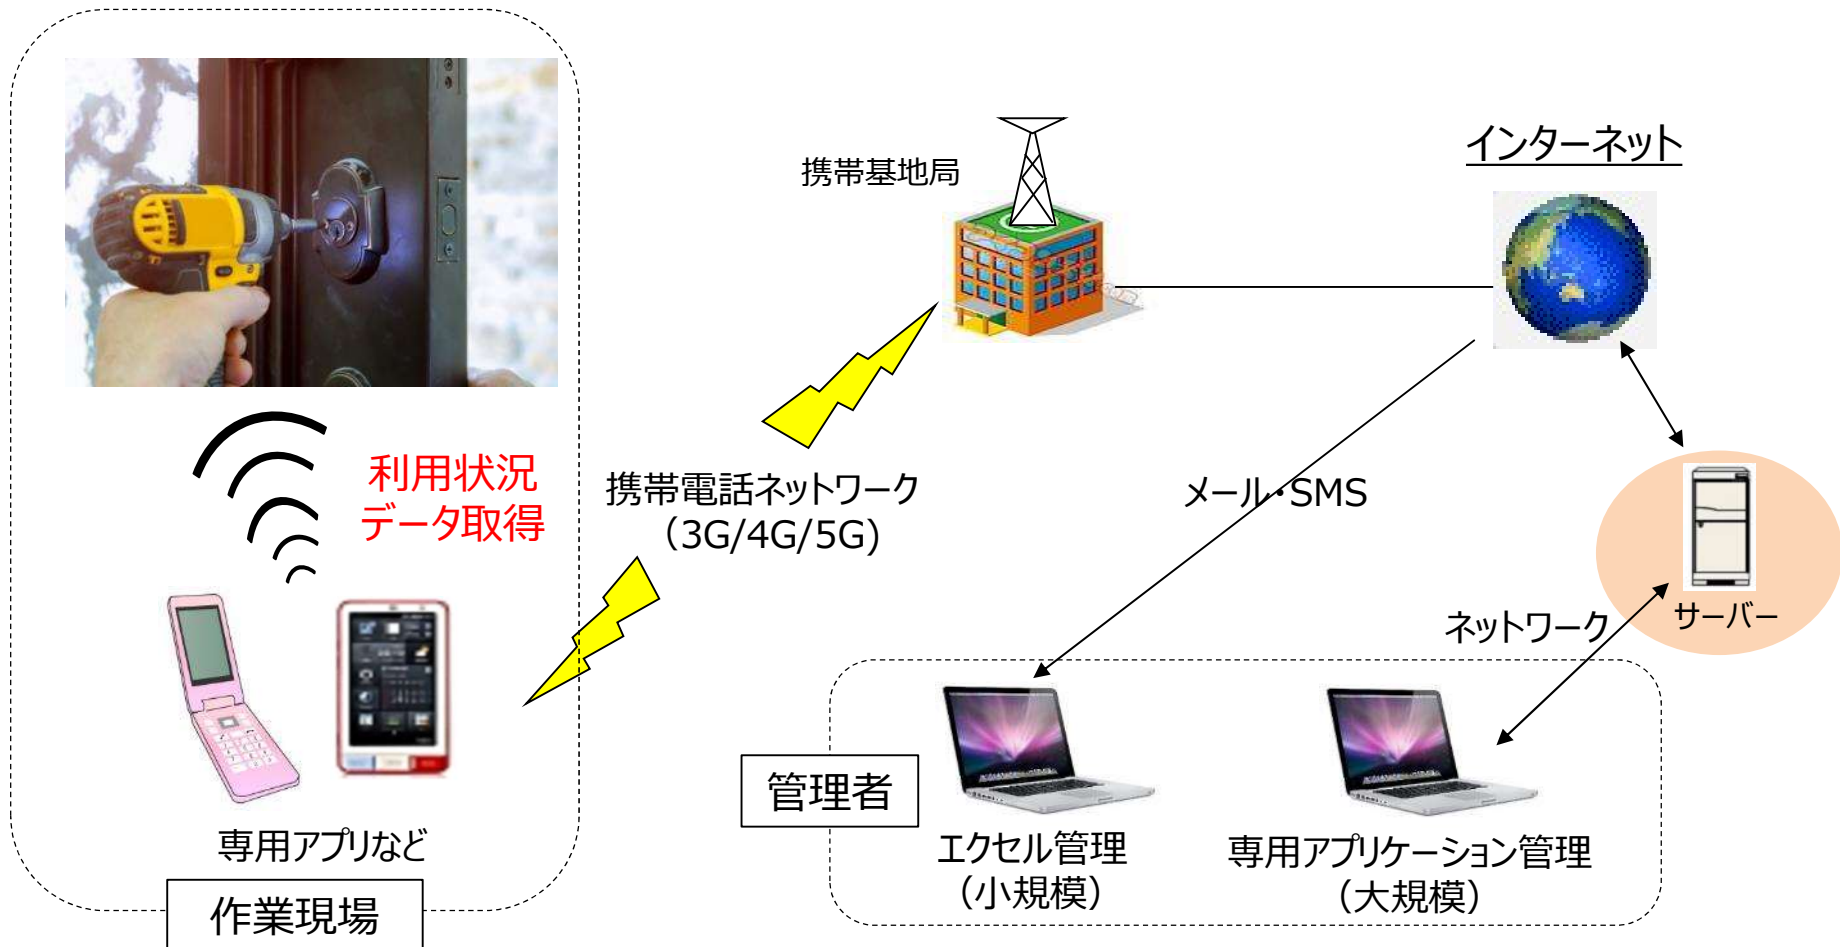 インターネット
携帯基地局
利用状況
データ取得
携帯電話ネットワーク
（3G/4G/5G)
メール・SMS
サーバー
ネットワーク
管理者
エクセル管理
（小規模）
専用アプリケーション管理
（大規模）
専用アプリなど
作業現場